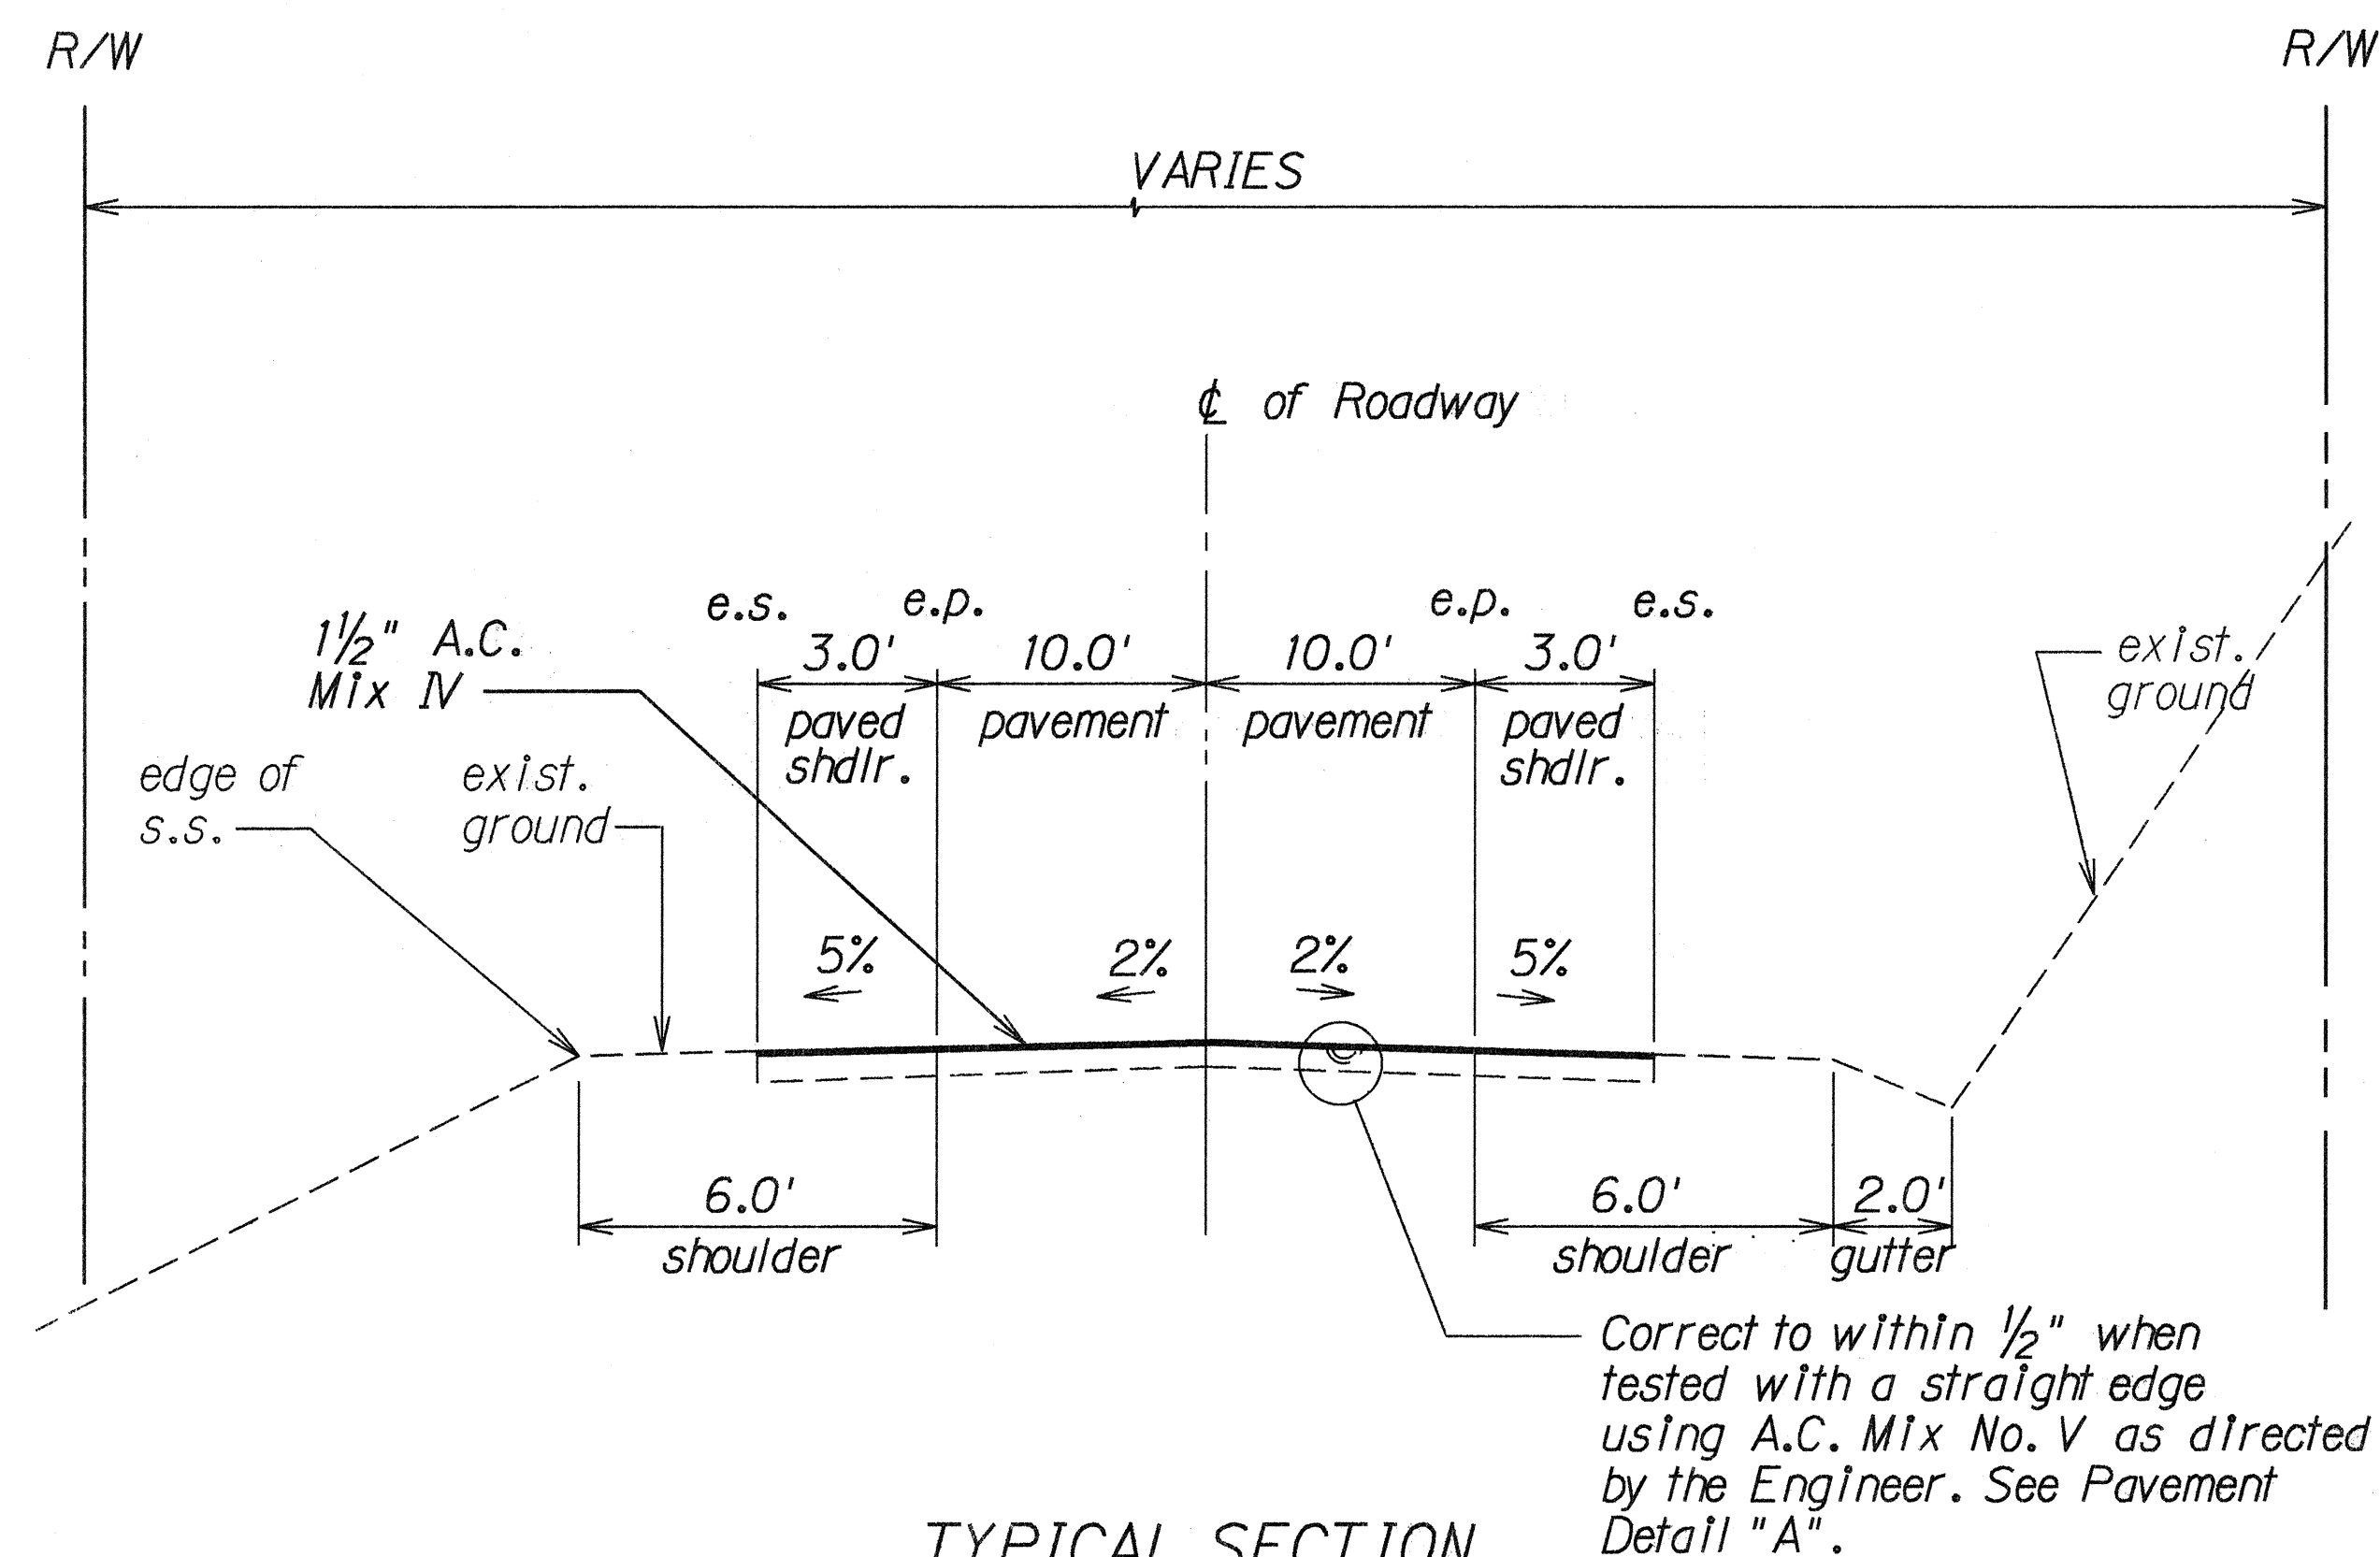 R/W
R/W
VARIES
℄ of Roadway
e.s.
e.p.
e.p.
e.s.
3.0'
10.0'
10.0'
3.0'
paved
shdlr.
pavement
pavement
paved
shdlr.
1½" A.C.
Mix IV
exist.
ground
edge of
s.s.
exist.
ground
5%
2%
2%
5%
6.0'
shoulder
6.0'
shoulder
2.0'
gutter
Correct to within ½" when
tested with a straight edge
using A.C. Mix No. V as directed
by the Engineer. See Pavement
Detail "A".
TYPICAL SECTION